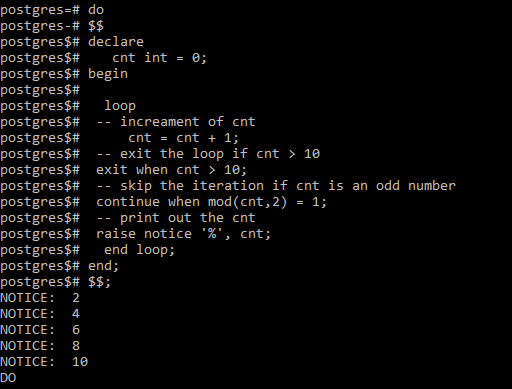 postgres=# do
postgres-# $$
postgres$# declare
postgres$#    cnt int = 0;
postgres$# begin
postgres$#
postgres$#   loop
postgres$#  -- increament of cnt
postgres$#      cnt = cnt + 1;
postgres$#  -- exit the loop if cnt > 10
postgres$#  exit when cnt > 10;
postgres$#  -- skip the iteration if cnt is an odd number
postgres$#  continue when mod(cnt,2) = 1;
postgres$#  -- print out the cnt
postgres$#  raise notice '%', cnt;
postgres$#   end loop;
postgres$# end;
postgres$# $$;
NOTICE:  2
NOTICE:  4
NOTICE:  6
NOTICE:  8
NOTICE:  10
DO